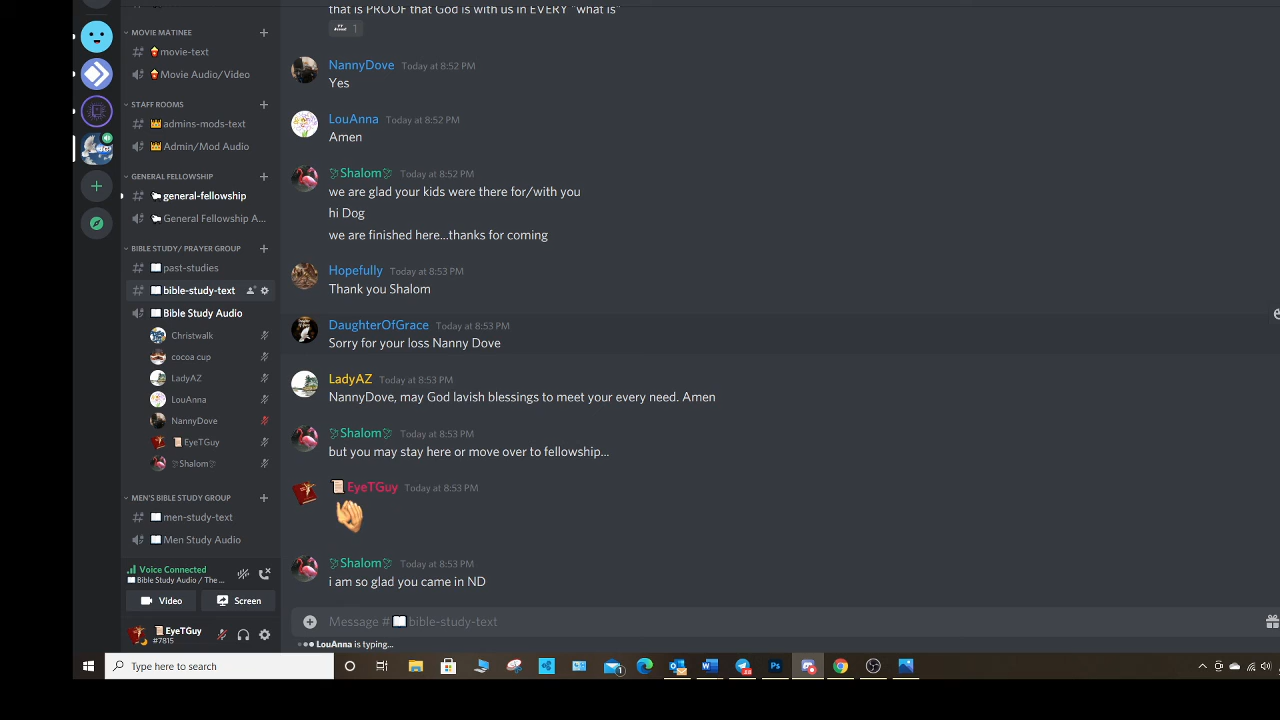 MOVIE MATINEE
movie-text
Movie Audio/Video
STAFF ROOMS
admins-mods-text
Admin/Mod Audio
GENERAL FELLOWSHIP
general-fellowship
General Fellowship A...
BIBLE STUDY/ PRAYER GROUP
past-studies
bible-study-text
Bible Study Audio
Christwalk
cocoa cup
LadyAZ
LouAnna
NannyDove
EyeTGuy
Shalom
MEN'S BIBLE STUDY GROUP
men-study-text
Men Study Audio
Voice Connected
Bible Study Audio / The ...
Video
Screen
EyeTGuy
#7815
that is PROOF that God is with us in EVERY "what is"
1
NannyDove Today at 8:52 PM
Yes
LouAnna Today at 8:52 PM
Amen
Shalom Today at 8:52 PM
we are glad your kids were there for/with you
hi Dog
we are finished here...thanks for coming
Hopefully Today at 8:53 PM
Thank you Shalom
DaughterOfGrace Today at 8:53 PM
Sorry for your loss Nanny Dove
LadyAZ Today at 8:53 PM
NannyDove, may God lavish blessings to meet your every need. Amen
Shalom Today at 8:53 PM
but you may stay here or move over to fellowship...
EyeTGuy Today at 8:53 PM
Shalom Today at 8:53 PM
i am so glad you came in ND
Message # bible-study-text
LouAnna is typing...
Type here to search